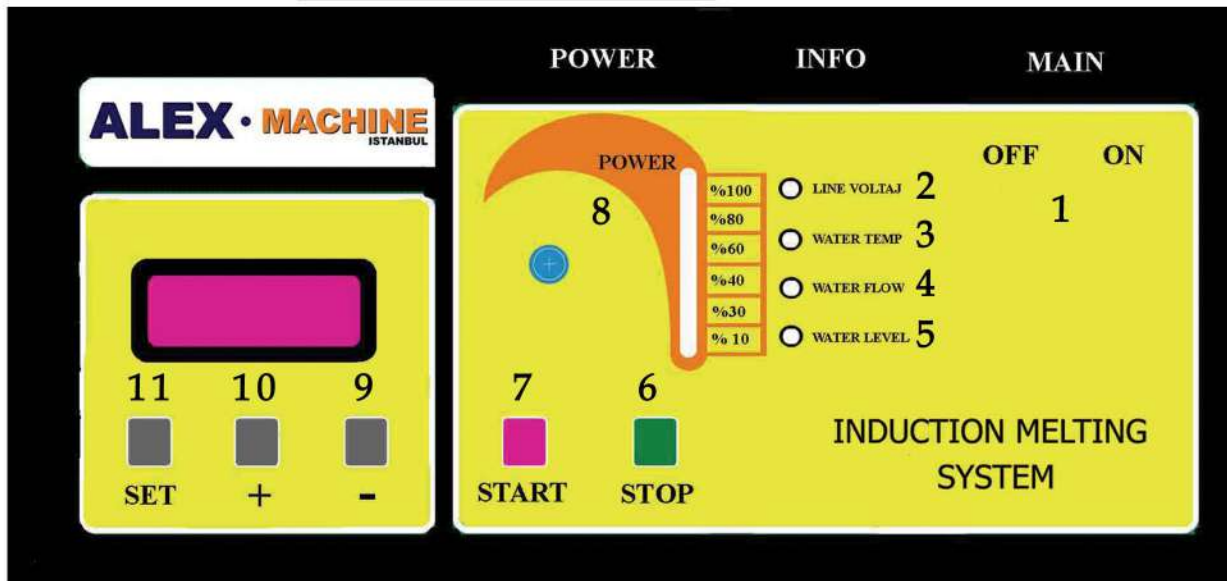 POWER INFO MAIN
ALEX · MACHINE
ISTANBUL
OFF ON
POWER
8
%100
%80
%60
%40
%30
% 10
LINE VOLTAJ 2
WATER TEMP 3
WATER FLOW 4
WATER LEVEL 5
1
11 10 9
SET + -
7 6
START STOP
INDUCTION MELTING
SYSTEM